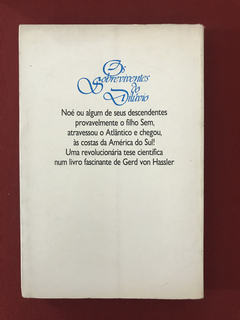 Os
Sobreviventes
do
Dilúvio
Noé ou algum de seus descendentes
provavelmente o filho Sem,
atravessou o Atlântico e chegou,
às costas da América do Sul!
Uma revolucionária tese científica
num livro fascinante de Gerd von Hassler